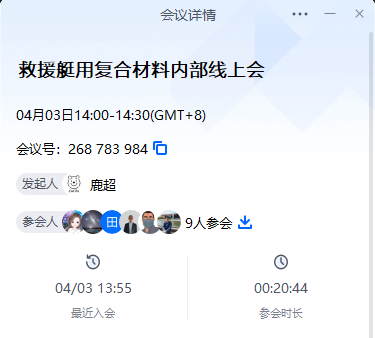 会议详情
救援艇用复合材料内部线上会
04月03日14:00-14:30(GMT+8)
会议号：268 783 984
发起人 鹿超
参会人 田 9人参会
04/03 13:55 00:20:44
最近入会 参会时长